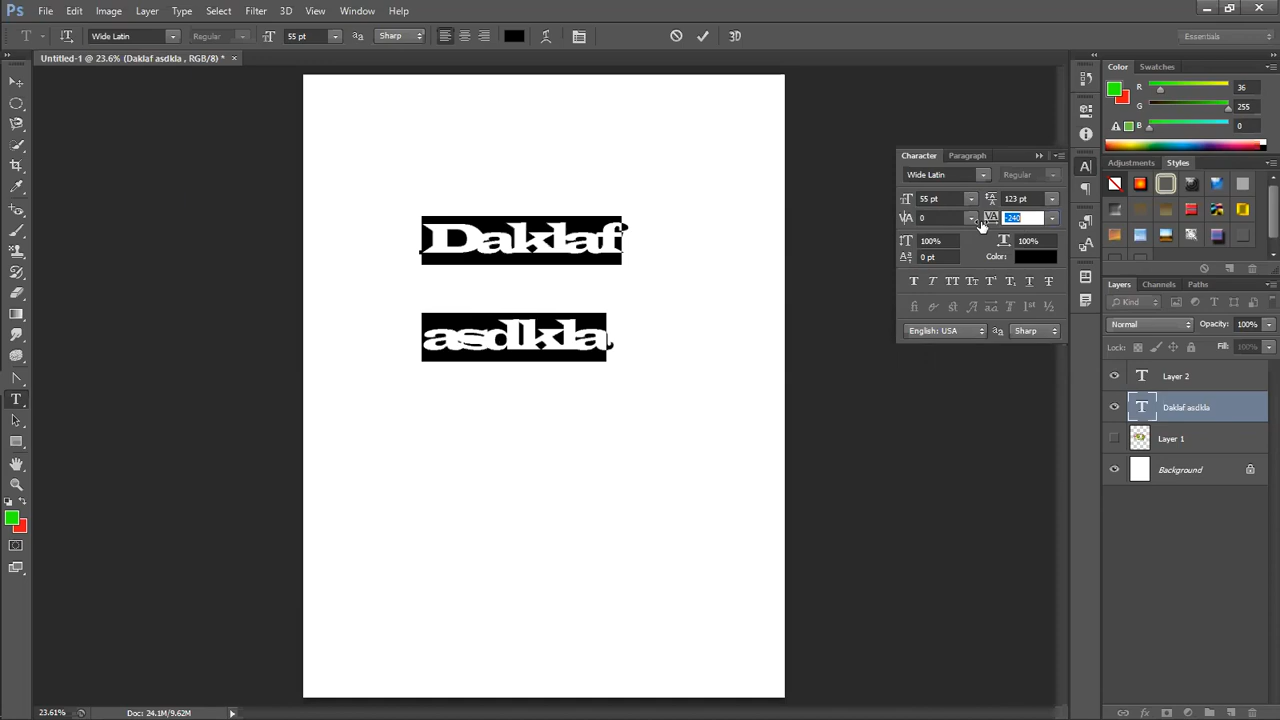 Ps File Edit Image Layer Type Select Filter 3D View Window Help
T Wide Latin Regular 55 pt Sharp 3D Essentials
Untitled-1 @ 23.6% (Daklaf asdkla , RGB/8) * ×
Daklaf
asdkla
Character Paragraph
Wide Latin Regular
55 pt 123 pt
0 -240
100% 100%
0 pt Color:
English: USA Sharp
Color Swatches
R 36
G 255
B 0
Adjustments Styles
Layers Channels Paths
Kind
Normal Opacity: 100%
Lock: Fill: 100%
Layer 2
Daklaf asdkla
Layer 1
Background
23.61% Doc: 24.1M/9.62M